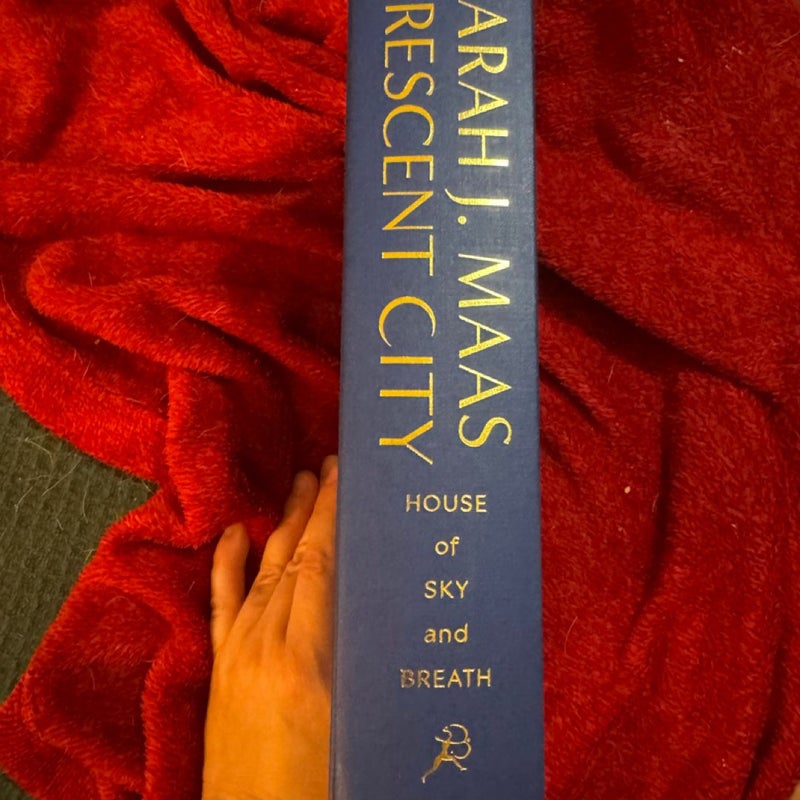 ARAH J. MAAS
RESCENT CITY
HOUSE
of
SKY
and
BREATH